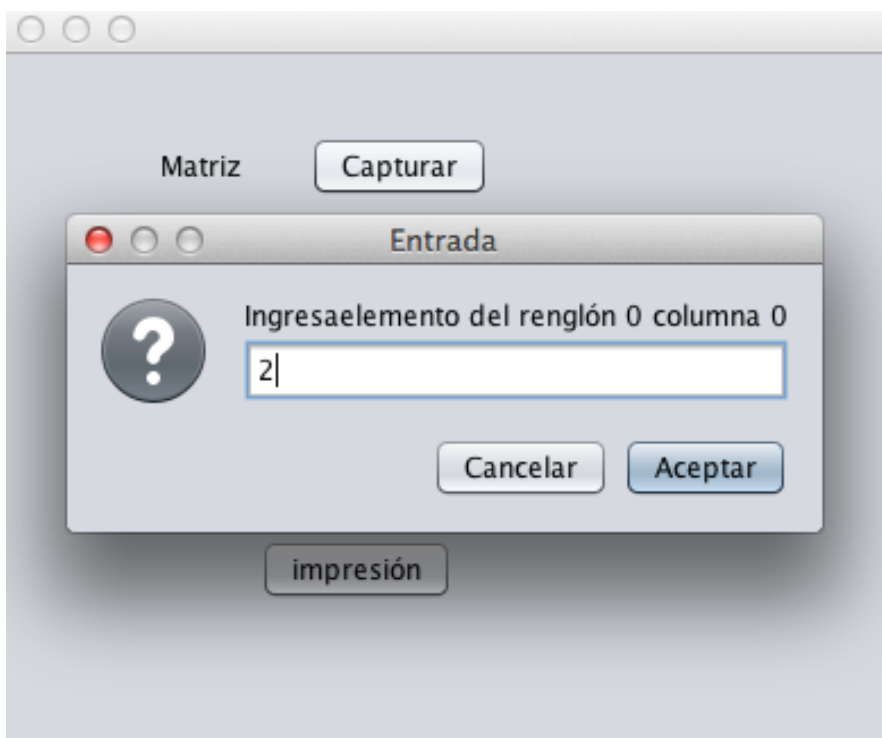 Matriz
Capturar
Entrada
Ingresaelemento del renglón 0 columna 0
2
Cancelar
Aceptar
impresión